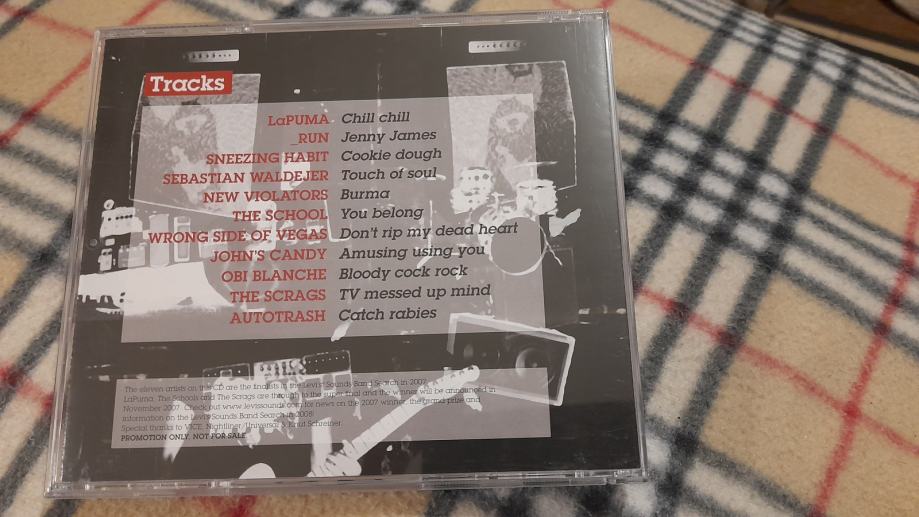 Tracks
LaPUMA Chill chill
_RUN Jenny James
SNEEZING HABIT Cookie dough
SEBASTIAN WALDEJER Touch of soul
NEW VIOLATORS Burma
THE SCHOOL You belong
WRONG SIDE OF VEGAS Don't rip my dead heart
JOHN'S CANDY Amusing using you
OBI BLANCHE Bloody cock rock
THE SCRAGS TV messed up mind
AUTOTRASH Catch rabies
The eleven artists on this CD are the finalists in the Levi's Sounds Band Search in 2007.
LaPuma, The Schools and The Scrags are through to the super final and the winner will be announced in
November 2007. Check out www.levissounds.com for news on the 2007 winner, the grand prize and
information on the Levi's Sounds Band Search in 2008!
Special thanks to VICE, Nightliner/Universal & Knut Schreiner.
PROMOTION ONLY. NOT FOR SALE